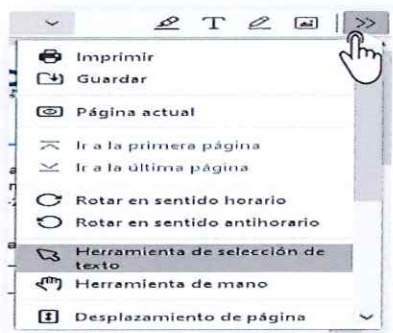 T
>>
Imprimir
Guardar
Página actual
Ir a la primera página
Ir a la última página
Rotar en sentido horario
Rotar en sentido antihorario
Herramienta de selección de
texto
Herramienta de mano
Desplazamiento de página